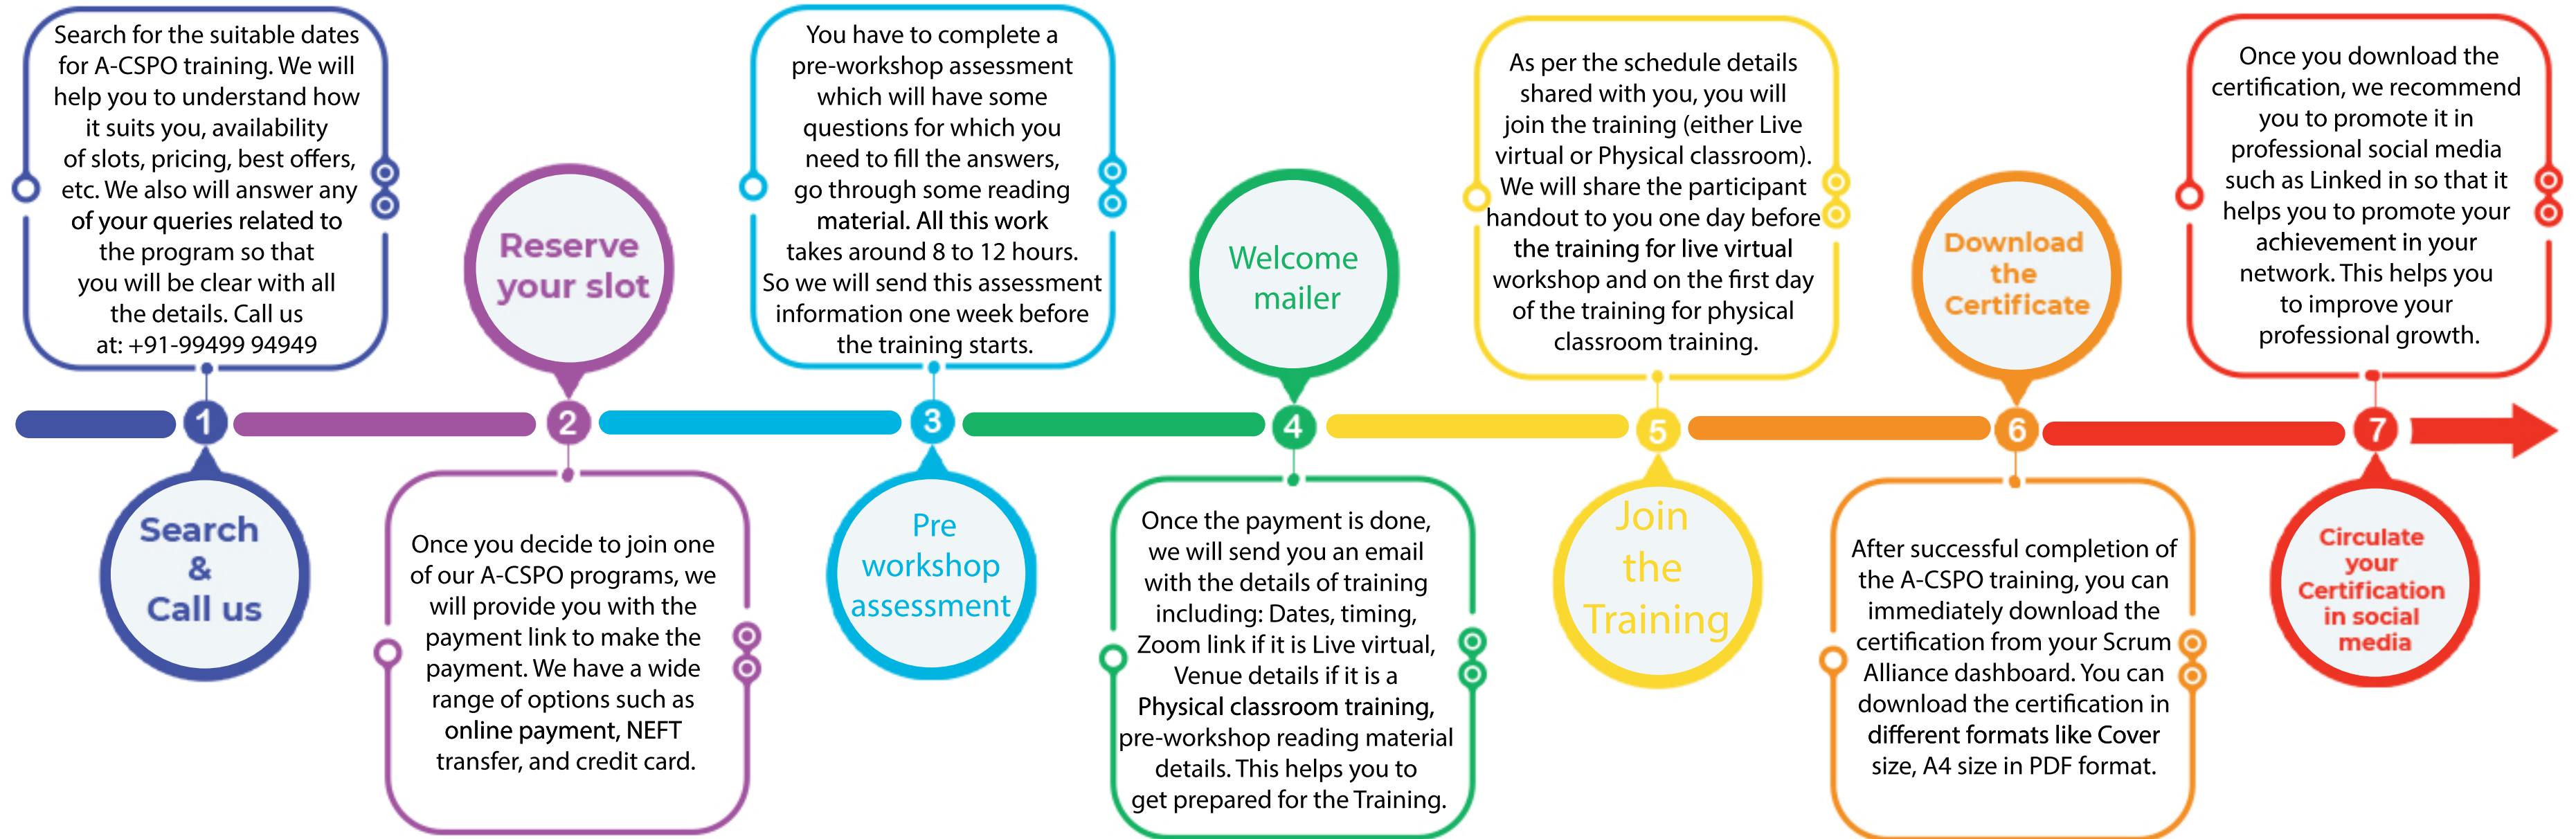 Search for the suitable dates
for A-CSPO training. We will
help you to understand how
it suits you, availability
of slots, pricing, best offers,
etc. We also will answer any
of your queries related to
the program so that
you will be clear with all
the details. Call us
at: +91-99499 94949
1
Search
&
Call us
Reserve
your slot
2
Once you decide to join one
of our A-CSPO programs, we
will provide you with the
payment link to make the
payment. We have a wide
range of options such as
online payment, NEFT
transfer, and credit card.
You have to complete a
pre-workshop assessment
which will have some
questions for which you
need to fill the answers,
go through some reading
material. All this work
takes around 8 to 12 hours.
So we will send this assessment
information one week before
the training starts.
3
Pre
workshop
assessment
Welcome
mailer
4
Once the payment is done,
we will send you an email
with the details of training
including: Dates, timing,
Zoom link if it is Live virtual,
Venue details if it is a
Physical classroom training,
pre-workshop reading material
details. This helps you to
get prepared for the Training.
As per the schedule details
shared with you, you will
join the training (either Live
virtual or Physical classroom).
We will share the participant
handout to you one day before
the training for live virtual
workshop and on the first day
of the training for physical
classroom training.
5
Join
the
Training
Download
the
Certificate
6
After successful completion of
the A-CSPO training, you can
immediately download the
certification from your Scrum
Alliance dashboard. You can
download the certification in
different formats like Cover
size, A4 size in PDF format.
Once you download the
certification, we recommend
you to promote it in
professional social media
such as Linked in so that it
helps you to promote your
achievement in your
network. This helps you
to improve your
professional growth.
7
Circulate
your
Certification
in social
media